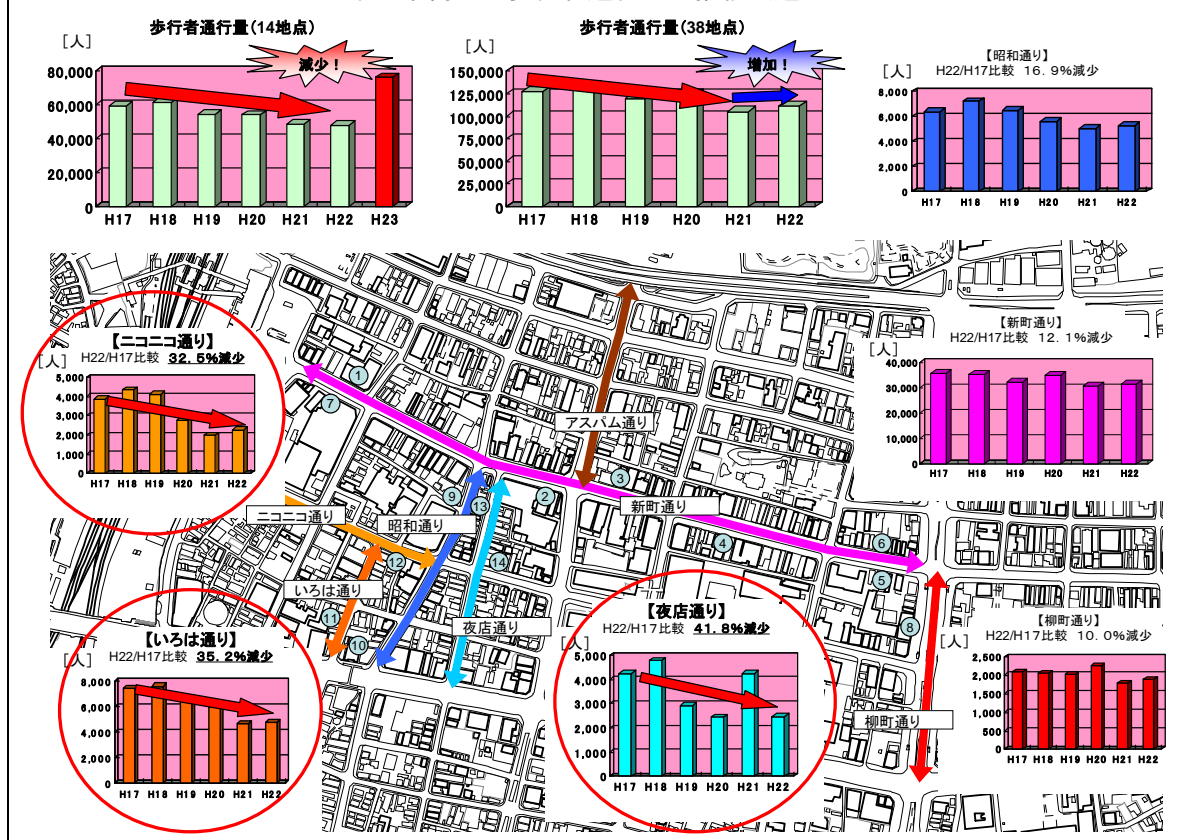 歩行者通行量(14地点)
[人]
減少！
80,000
60,000
40,000
20,000
0
H17 H18 H19 H20 H21 H22 H23
歩行者通行量(38地点)
[人]
増加！
150,000
125,000
100,000
75,000
50,000
25,000
0
H17 H18 H19 H20 H21 H22
【昭和通り】
H22/H17比較 16.9%減少
[人]
8,000
6,000
4,000
2,000
0
H17 H18 H19 H20 H21 H22
【ニコニコ通り】
H22/H17比較 32.5%減少
[人]
5,000
4,000
3,000
2,000
1,000
0
H17 H18 H19 H20 H21 H22
【新町通り】
H22/H17比較 12.1%減少
[人]
40,000
30,000
20,000
10,000
0
H17 H18 H19 H20 H21 H22
①
⑦
アスパム通り
③
⑨
⑬
②
新町通り
ニコニコ通り
昭和通り
④
⑥
⑫
⑭
⑤
いろは通り
⑪
⑩
夜店通り
⑧
柳町通り
【いろは通り】
H22/H17比較 35.2%減少
[人]
8,000
6,000
4,000
2,000
0
H17 H18 H19 H20 H21 H22
【夜店通り】
H22/H17比較 41.8%減少
[人]
5,000
4,000
3,000
2,000
1,000
0
H17 H18 H19 H20 H21 H22
【柳町通り】
H22/H17比較 10.0%減少
[人]
2,500
2,000
1,500
1,000
500
0
H17 H18 H19 H20 H21 H22